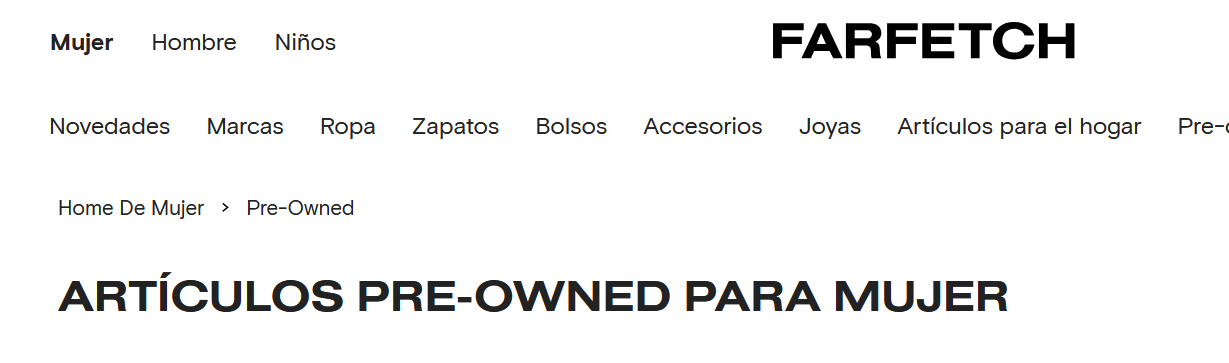 Mujer Hombre Niños FARFETCH
Novedades Marcas Ropa Zapatos Bolsos Accesorios Joyas Artículos para el hogar
Home De Mujer > Pre-Owned
ARTÍCULOS PRE-OWNED PARA MUJER